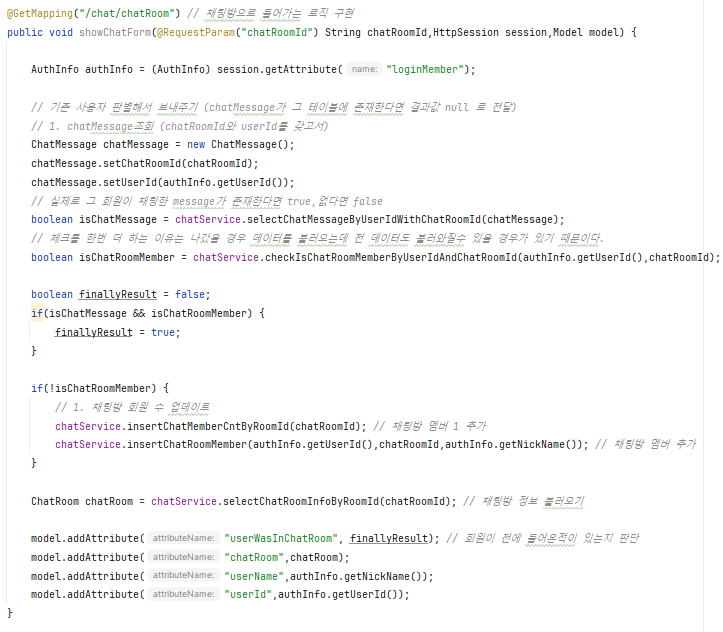 @GetMapping("/chat/chatRoom") // 채팅방으로 들어가는 로직 구현
public void showChatForm(@RequestParam("chatRoomId") String chatRoomId,HttpSession session,Model model) {
AuthInfo authInfo = (AuthInfo) session.getAttribute( name: "loginMember");
// 기존 사용자 판별해서 보내주기 (chatMessage가 그 테이블에 존재한다면 결과값 null 로 전달)
// 1. chatMessage조회 (chatRoomId와 userId를 갖고서)
ChatMessage chatMessage = new ChatMessage();
chatMessage.setChatRoomId(chatRoomId);
chatMessage.setUserId(authInfo.getUserId());
// 실제로 그 회원이 채팅한 message가 존재한다면 true,없다면 false
boolean isChatMessage = chatService.selectChatMessageByUserIdWithChatRoomId(chatMessage);
// 체크를 한번 더 하는 이유는 나갔을 경우 데이터를 불러오는데 전 데이터도 불러와질수 있을 경우가 있기 때문이다.
boolean isChatRoomMember = chatService.checkIsChatRoomMemberByUserIdAndChatRoomId(authInfo.getUserId(),chatRoomId);
boolean finallyResult = false;
if(isChatMessage && isChatRoomMember) {
finallyResult = true;
}
if(!isChatRoomMember) {
// 1. 채팅방 회원 수 업데이트
chatService.insertChatMemberCntByRoomId(chatRoomId); // 채팅방 멤버 1 추가
chatService.insertChatRoomMember(authInfo.getUserId(),chatRoomId,authInfo.getNickName()); // 채팅방 멤버 추가
}
ChatRoom chatRoom = chatService.selectChatRoomInfoByRoomId(chatRoomId); // 채팅방 정보 불러오기
model.addAttribute( attributeName: "userWasInChatRoom", finallyResult); // 회원이 전에 들어온적이 있는지 판단
model.addAttribute( attributeName: "chatRoom",chatRoom);
model.addAttribute( attributeName: "userName",authInfo.getNickName());
model.addAttribute( attributeName: "userId",authInfo.getUserId());
}